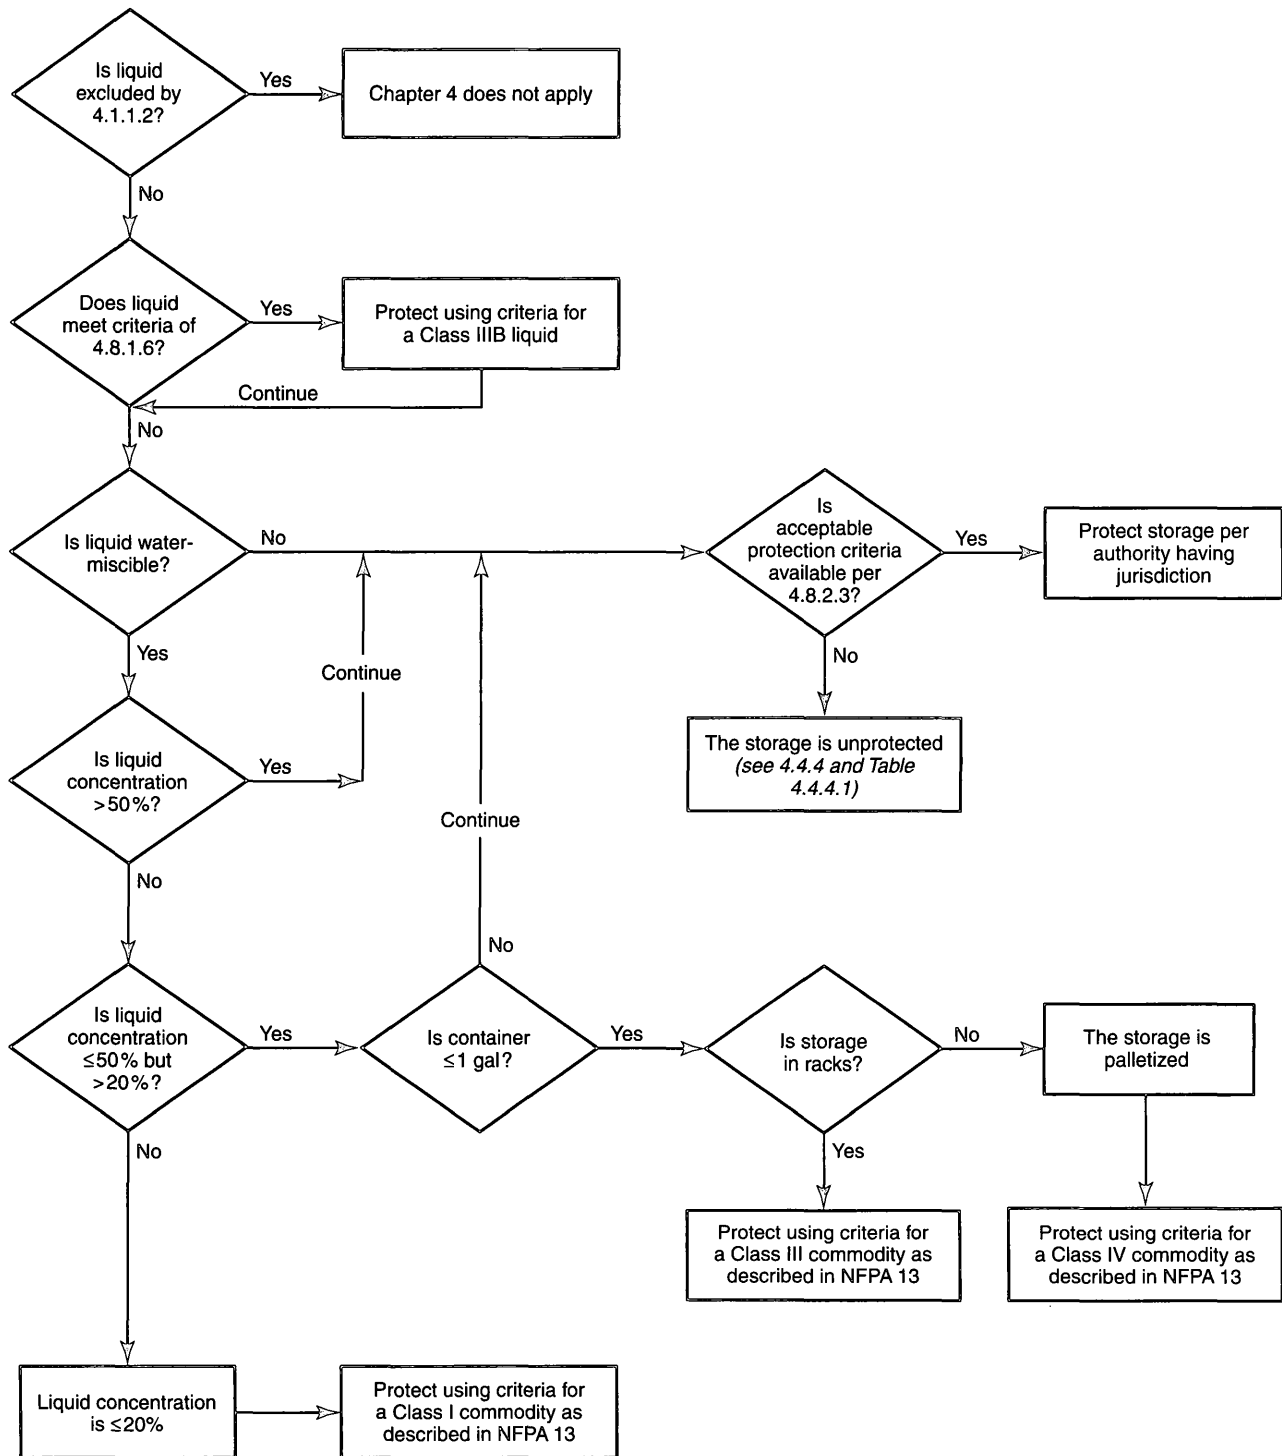 Is liquid
excluded by
4.1.1.2?
Yes
Chapter 4 does not apply
No
Does liquid
meet criteria of
4.8.1.6?
Yes
Protect using criteria for
a Class IIIB liquid
Continue
No
Is liquid water-
miscible?
No
Is
acceptable
protection criteria
available per
4.8.2.3?
Yes
Protect storage per
authority having
jurisdiction
No
The storage is unprotected
(see 4.4.4 and Table
4.4.4.1)
Yes
Continue
Is liquid
concentration
>50%?
Yes
Continue
No
No
Is liquid
concentration
≤50% but
>20%?
Yes
Is container
≤1 gal?
Yes
Is storage
in racks?
No
The storage is
palletized
No
Yes
Protect using criteria for
a Class III commodity as
described in NFPA 13
Protect using criteria for
a Class IV commodity as
described in NFPA 13
Liquid concentration
is ≤20%
Protect using criteria for
a Class I commodity as
described in NFPA 13